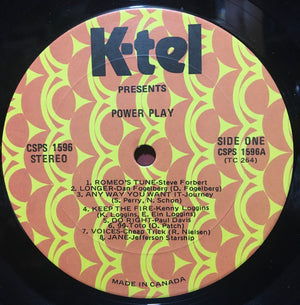 K-tel
PRESENTS
POWER PLAY
CSPS 1596
STEREO
SIDE ONE
CSPS 1596A
(TC 264)
1. ROMEO'S TUNE-Steve Forbert
2. LONGER-Dan Fogelberg (D. Fogelberg)
3. ANY WAY YOU WANT IT-Journey
(S. Perry, N. Schon)
4. KEEP THE FIRE-Kenny Loggins
(K. Loggins, E. Ein Loggins)
5. DO RIGHT-Paul Davis
6. 99-Toto (D. Patch)
7. VOICES-Cheap Trick (R. Nielsen)
8. JANE-Jefferson Starship
MADE IN CANADA